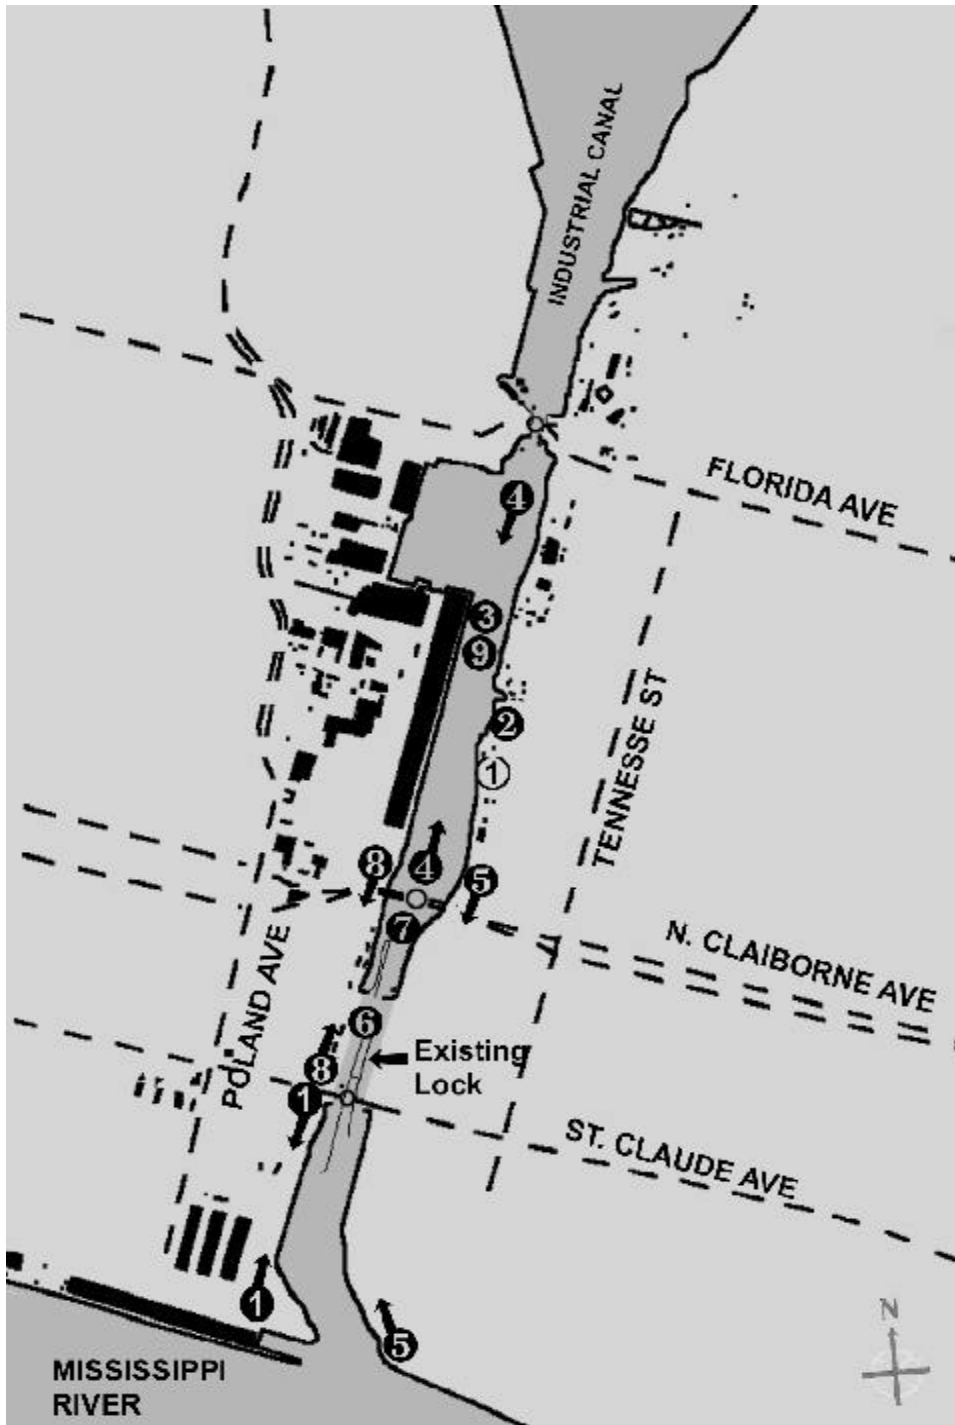 INDUSTRIAL CANAL
FLORIDA AVE
4
3
9
TENNESSE ST
2
1
8
4
5
7
N. CLAIBORNE AVE
POLAND AVE
6
Existing
Lock
8
1
ST. CLAUDE AVE
1
5
N
MISSISSIPPI
RIVER